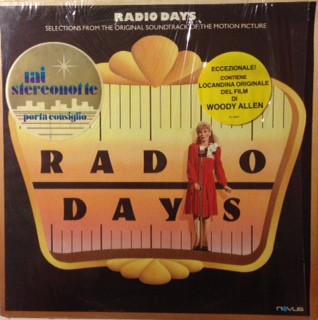 RADIO DAYS
SELECTIONS FROM THE ORIGINAL SOUNDTRACK OF THE MOTION PICTURE
rai
stereonotte
porta consiglio
ECCEZIONALE!
CONTIENE
LOCANDINA ORIGINALE
DEL FILM
DI
WOODY ALLEN
RADIO
DAYS
NOVUS